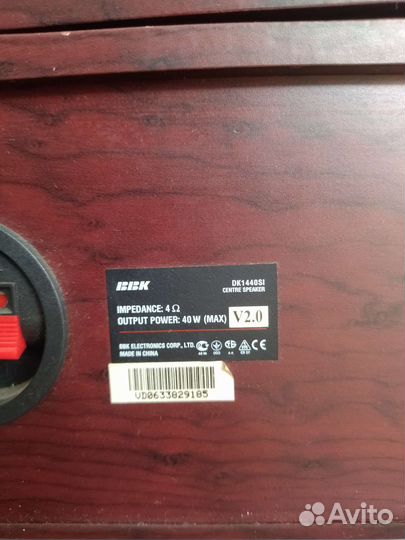 BBK
DK1440SI
CENTRE SPEAKER
IMPEDANCE: 4 Ω
OUTPUT POWER: 40 W (MAX) V2.0
BBK ELECTRONICS CORP., LTD.
MADE IN CHINA
VD0633829185
Avito